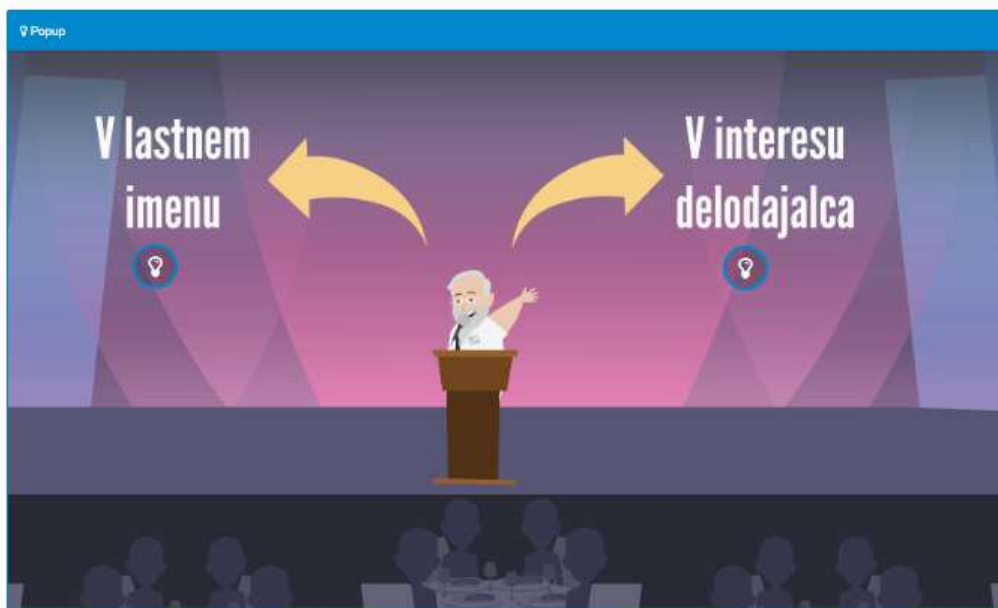 Popup
V lastnem
imenu
V interesu
delodajalca